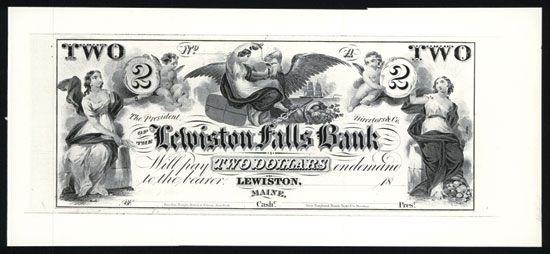 TWO TWO
No A
2 2
The President, Directors & Co.
OF THE Lewiston Falls Bank
Will pay TWO DOLLARS on demand
to the bearer LEWISTON, 18
MAINE,
Cash.r Pres.t